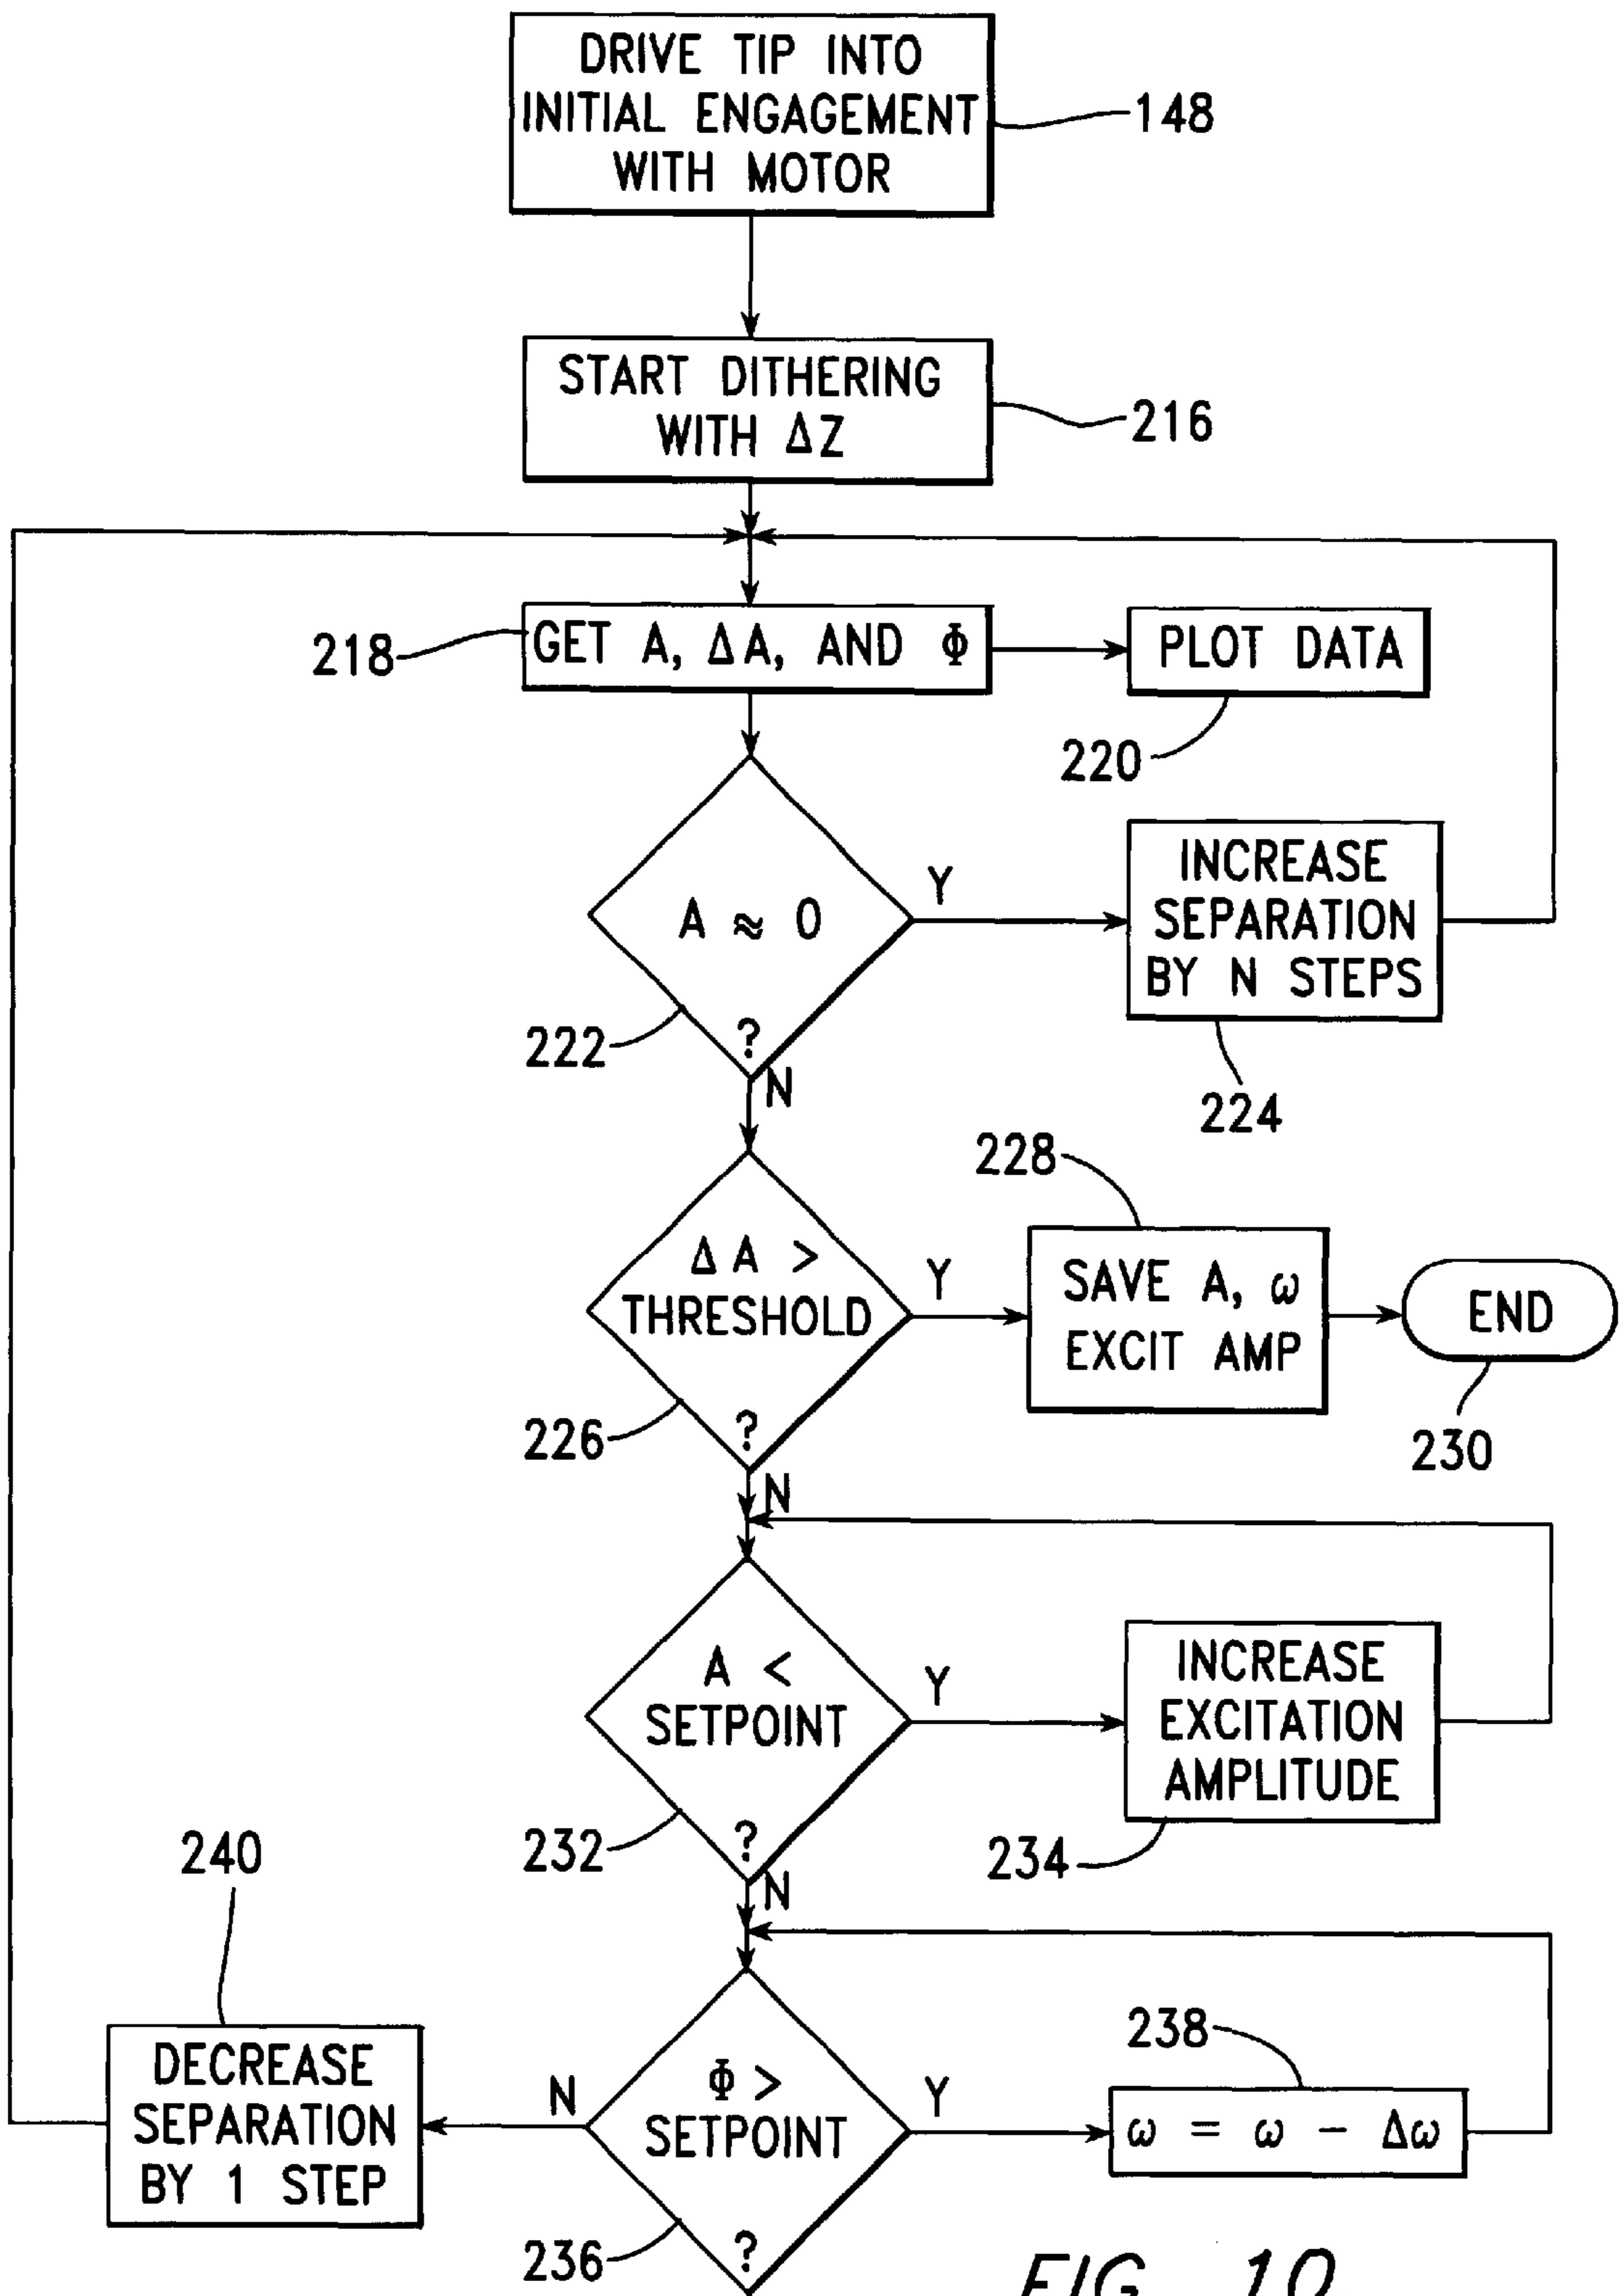 DRIVE TIP INTO
INITIAL ENGAGEMENT
WITH MOTOR
148
START DITHERING
WITH ΔZ
216
218
GET A, ΔA, AND Φ
PLOT DATA
220
A ≈ 0
?
222
Y
N
INCREASE
SEPARATION
BY N STEPS
224
ΔA >
THRESHOLD
?
226
Y
N
228
SAVE A, ω
EXCIT AMP
END
230
A <
SETPOINT
?
232
Y
N
INCREASE
EXCITATION
AMPLITUDE
234
Φ >
SETPOINT
?
236
Y
N
238
ω = ω - Δω
240
DECREASE
SEPARATION
BY 1 STEP
FIG. 10